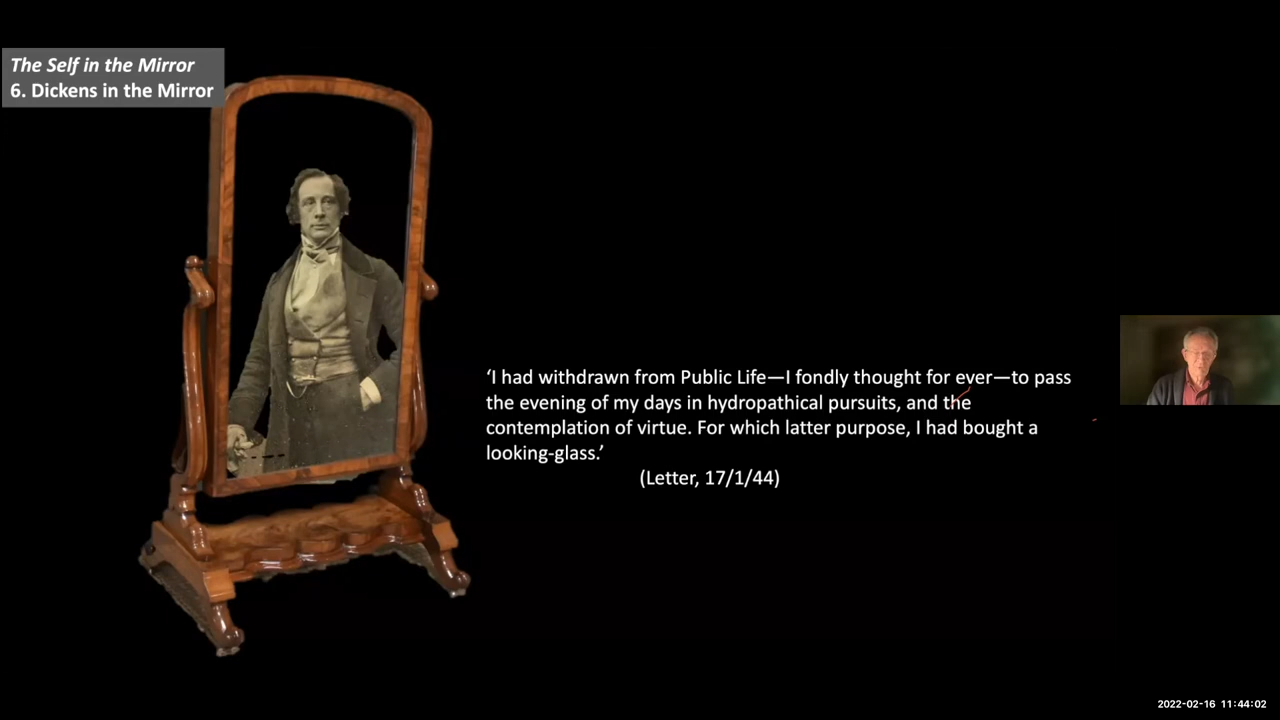 The Self in the Mirror
6. Dickens in the Mirror
‘I had withdrawn from Public Life—I fondly thought for ever—to pass
the evening of my days in hydropathical pursuits, and the
contemplation of virtue. For which latter purpose, I had bought a
looking-glass.’
(Letter, 17/1/44)
2022-02-16 11:44:02